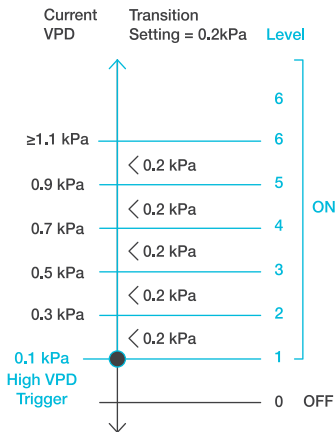 Current Transition
VPD Setting = 0.2kPa Level
6
≥1.1 kPa 6
< 0.2 kPa
0.9 kPa 5
< 0.2 kPa
0.7 kPa 4
ON
< 0.2 kPa
0.5 kPa 3
< 0.2 kPa
0.3 kPa 2
< 0.2 kPa
0.1 kPa 1
High VPD
Trigger
0 OFF